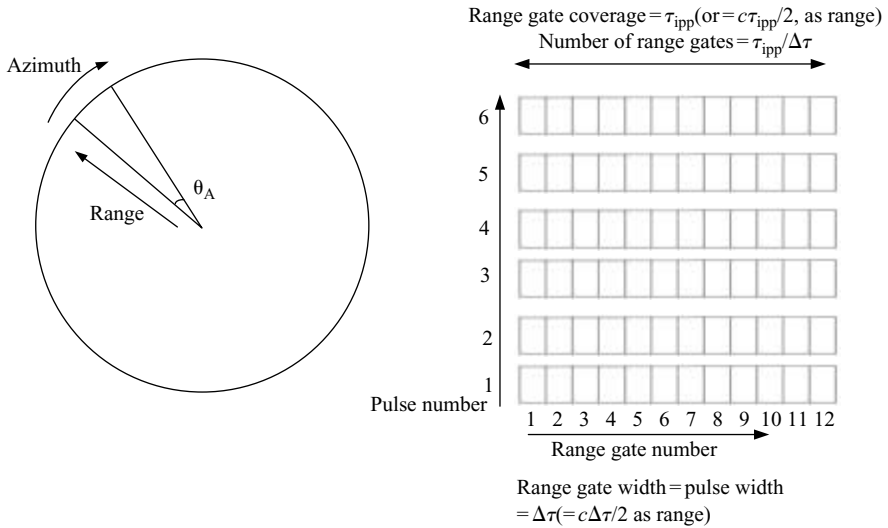 Range gate coverage = τipp(or = cτipp/2, as range)
Number of range gates = τipp/Δτ
Azimuth
θA
Range
6
5
4
3
2
1
Pulse number
1 2 3 4 5 6 7 8 9 10 11 12
Range gate number
Range gate width = pulse width
= Δτ(= cΔτ/2 as range)